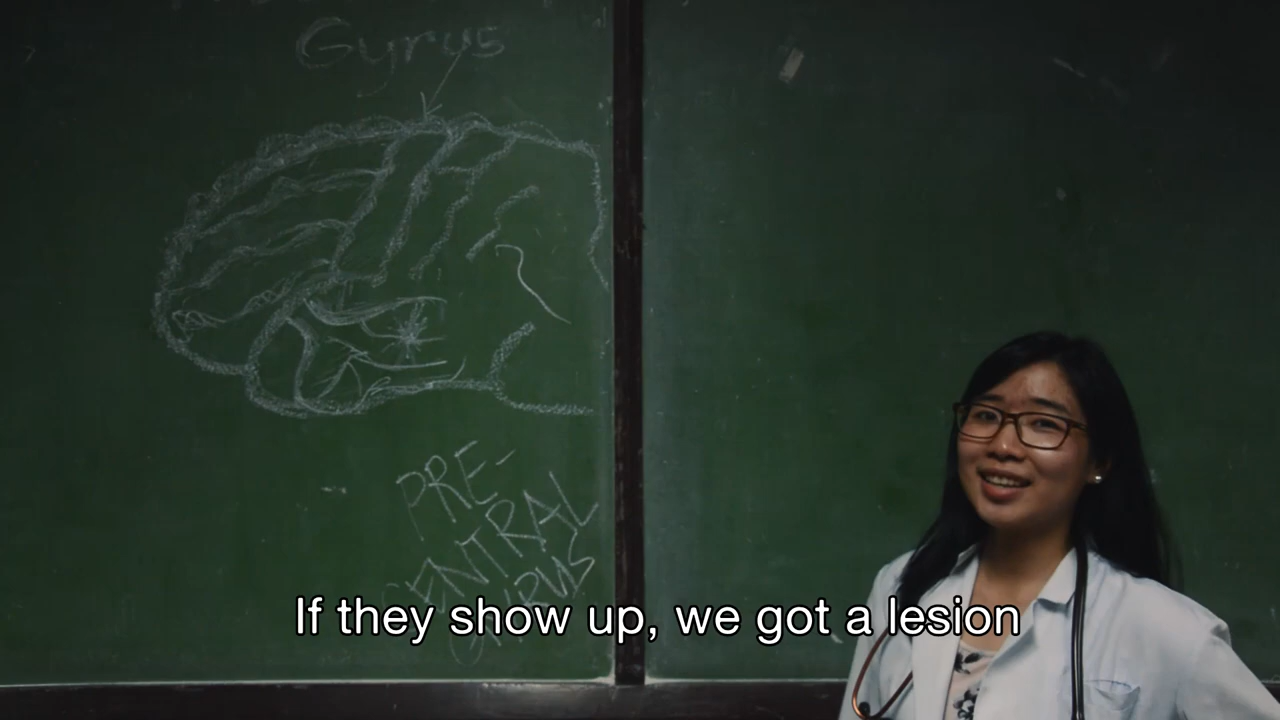 Gyrus
PRE-
CENTRAL
GYRUS
If they show up, we got a lesion